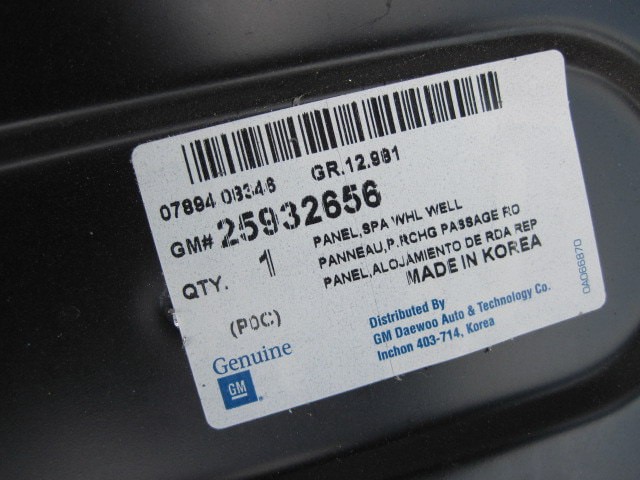 07894 08346 GR.12.981
GM# 25932656
PANEL,SPA WHL WELL
PANNEAU,P.RCHG PASSAGE RO
PANEL,ALOJAMIENTO DE RDA REP
QTY. 1 MADE IN KOREA
(POC)
Distributed By
GM Daewoo Auto & Technology Co.
Inchon 403-714, Korea
Genuine
GM
OA066870